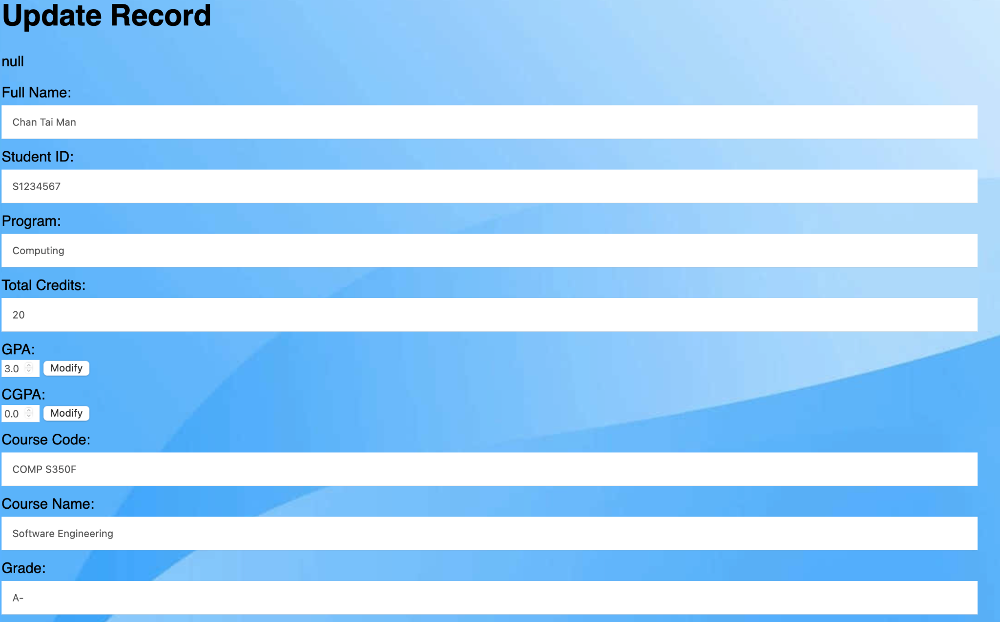 Update Record
null
Full Name:
Chan Tai Man
Student ID:
S1234567
Program:
Computing
Total Credits:
20
GPA:
3.0 Modify
CGPA:
0.0 Modify
Course Code:
COMP S350F
Course Name:
Software Engineering
Grade:
A-